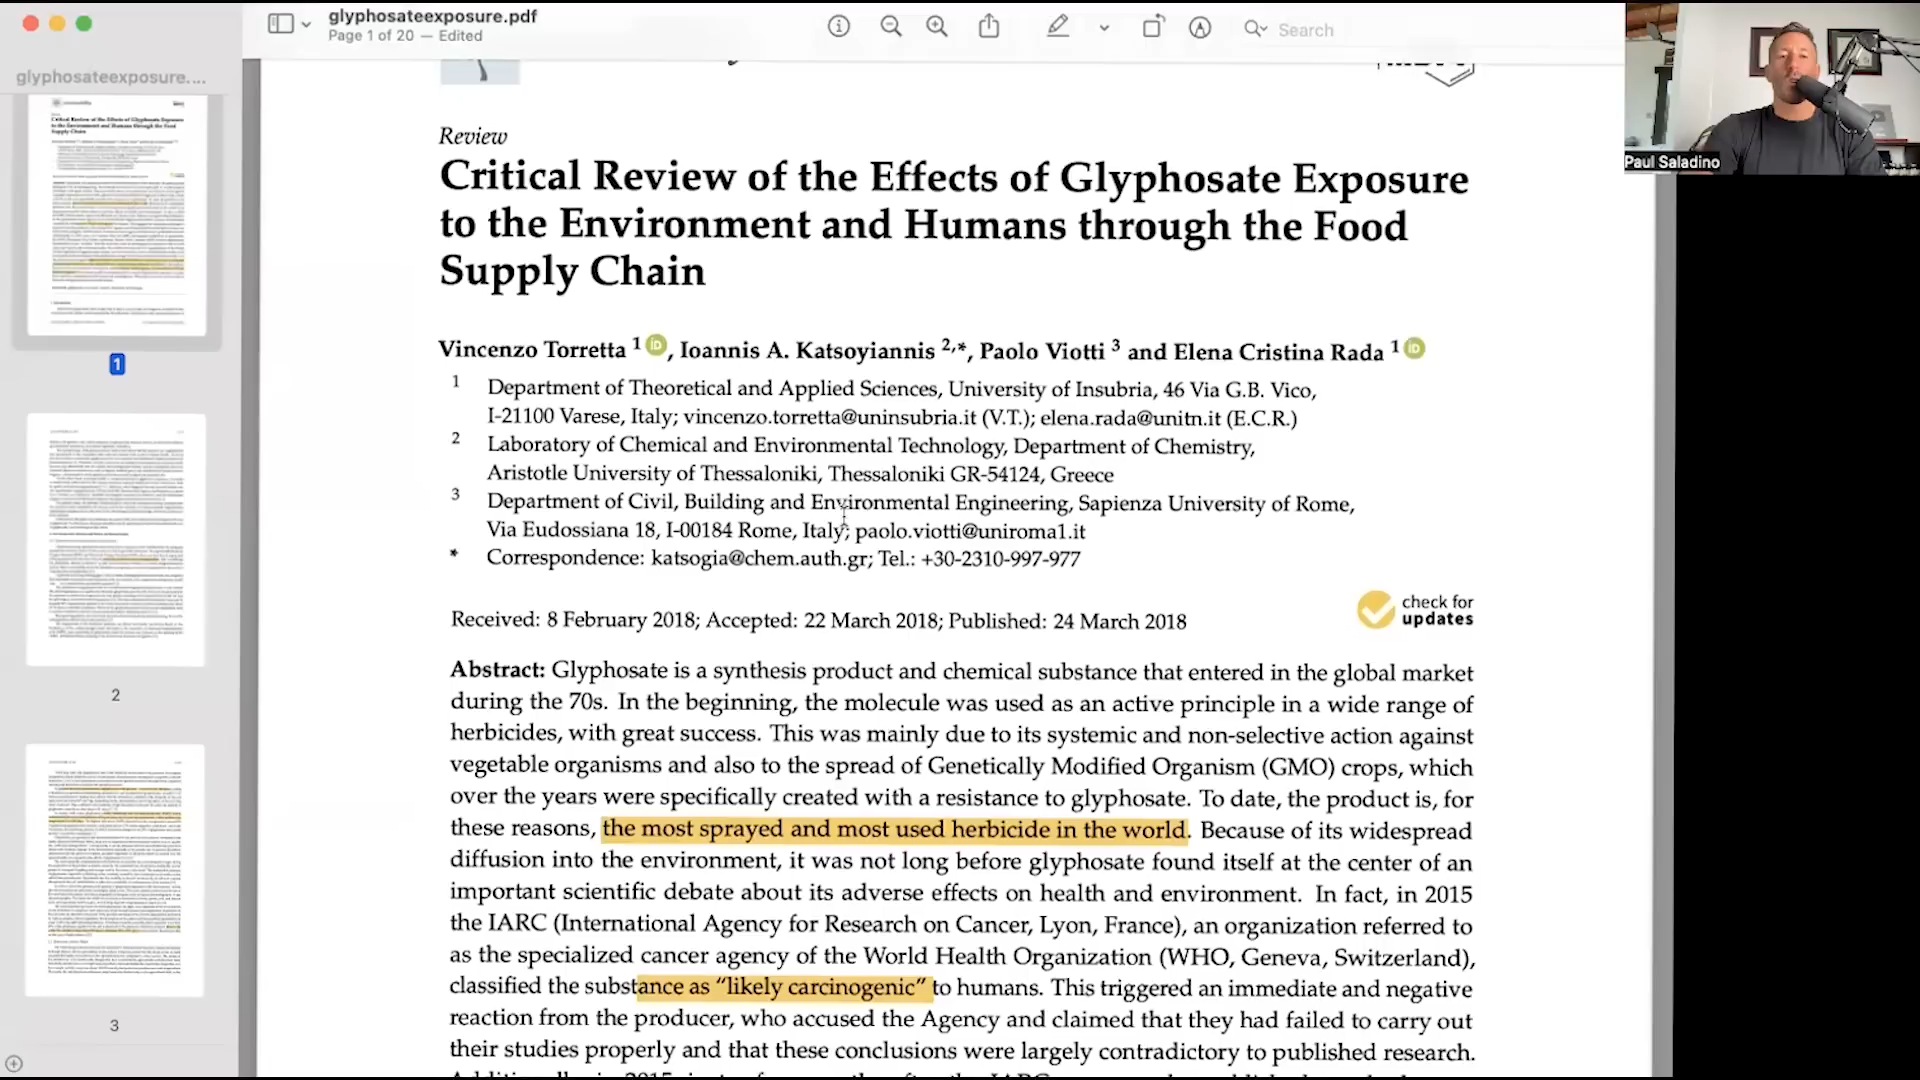 glyphosateexposure.pdf
Page 1 of 20 — Edited
Search
glyphosateexposure....
1
2
3
Paul Saladino
Review
Critical Review of the Effects of Glyphosate Exposure
to the Environment and Humans through the Food
Supply Chain
Vincenzo Torretta 1 iD, Ioannis A. Katsoyiannis 2,*, Paolo Viotti 3 and Elena Cristina Rada 1 iD
1 Department of Theoretical and Applied Sciences, University of Insubria, 46 Via G.B. Vico,
I-21100 Varese, Italy; vincenzo.torretta@uninsubria.it (V.T.); elena.rada@unitn.it (E.C.R.)
2 Laboratory of Chemical and Environmental Technology, Department of Chemistry,
Aristotle University of Thessaloniki, Thessaloniki GR-54124, Greece
3 Department of Civil, Building and Environmental Engineering, Sapienza University of Rome,
Via Eudossiana 18, I-00184 Rome, Italy; paolo.viotti@uniroma1.it
* Correspondence: katsogia@chem.auth.gr; Tel.: +30-2310-997-977
Received: 8 February 2018; Accepted: 22 March 2018; Published: 24 March 2018
check for
updates
Abstract: Glyphosate is a synthesis product and chemical substance that entered in the global market
during the 70s. In the beginning, the molecule was used as an active principle in a wide range of
herbicides, with great success. This was mainly due to its systemic and non-selective action against
vegetable organisms and also to the spread of Genetically Modified Organism (GMO) crops, which
over the years were specifically created with a resistance to glyphosate. To date, the product is, for
these reasons, the most sprayed and most used herbicide in the world. Because of its widespread
diffusion into the environment, it was not long before glyphosate found itself at the center of an
important scientific debate about its adverse effects on health and environment. In fact, in 2015
the IARC (International Agency for Research on Cancer, Lyon, France), an organization referred to
as the specialized cancer agency of the World Health Organization (WHO, Geneva, Switzerland),
classified the substance as “likely carcinogenic” to humans. This triggered an immediate and negative
reaction from the producer, who accused the Agency and claimed that they had failed to carry out
their studies properly and that these conclusions were largely contradictory to published research.